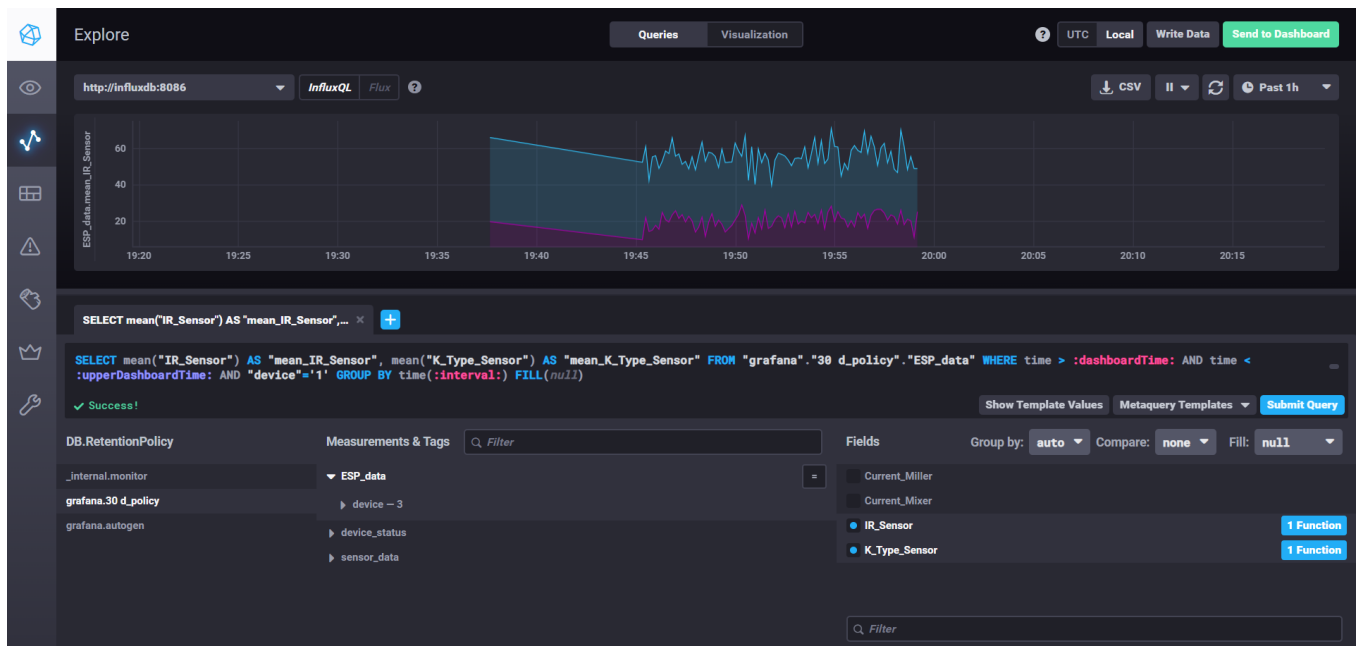 Explore
Queries
Visualization
?
UTC
Local
Write Data
Send to Dashboard
http://influxdb:8086
InfluxQL
Flux
?
CSV
Past 1h
ESP_data.mean_IR_Sensor
60
40
20
19:20
19:25
19:30
19:35
19:40
19:45
19:50
19:55
20:00
20:05
20:10
20:15
SELECT mean("IR_Sensor") AS "mean_IR_Sensor",... ×
+
SELECT mean("IR_Sensor") AS "mean_IR_Sensor", mean("K_Type_Sensor") AS "mean_K_Type_Sensor" FROM "grafana"."30 d_policy"."ESP_data" WHERE time > :dashboardTime: AND time <
:upperDashboardTime: AND "device"='1' GROUP BY time(:interval:) FILL(null)
Success!
Show Template Values
Metaquery Templates
Submit Query
DB.RetentionPolicy
_internal.monitor
grafana.30 d_policy
grafana.autogen
Measurements & Tags
Filter
ESP_data
=
device — 3
device_status
sensor_data
Fields
Group by: auto
Compare: none
Fill: null
Current_Miller
Current_Mixer
IR_Sensor
1 Function
K_Type_Sensor
1 Function
Filter